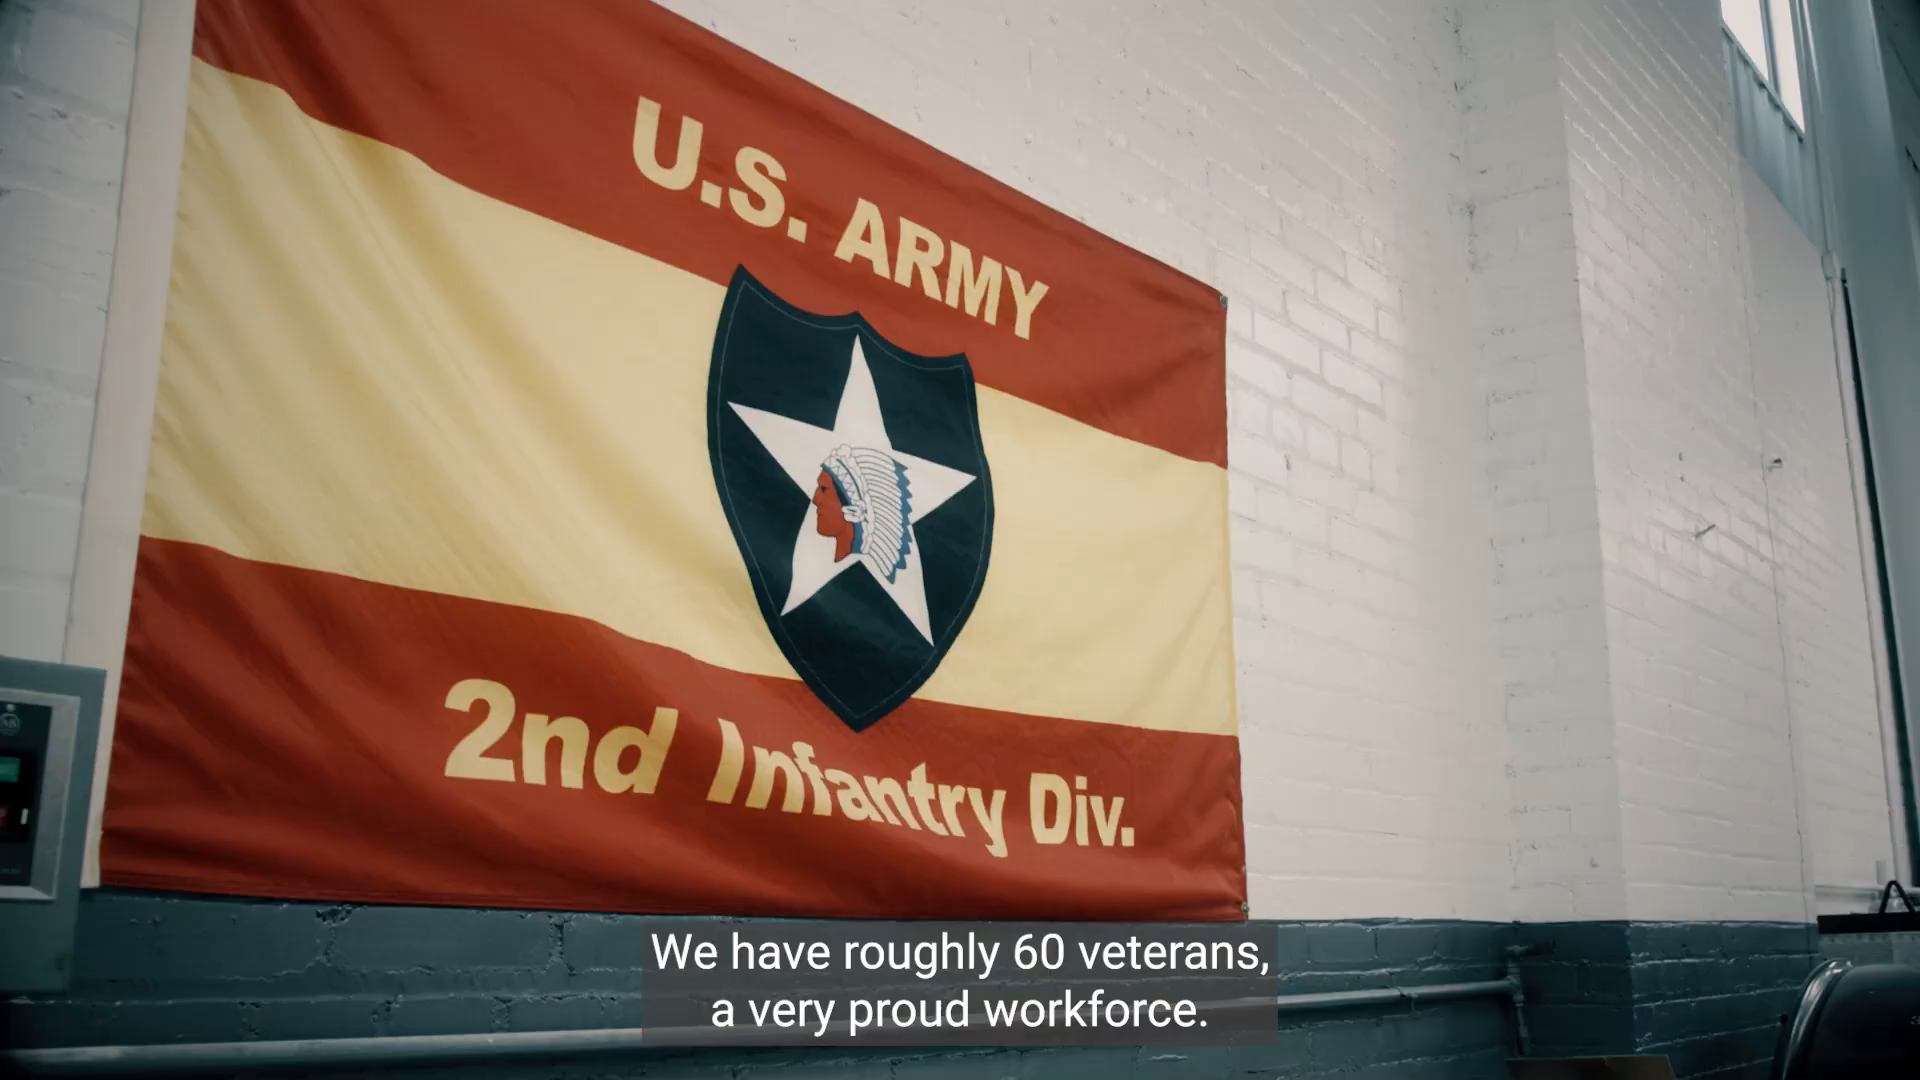 U.S. ARMY
2nd Infantry Div.
We have roughly 60 veterans,
a very proud workforce.